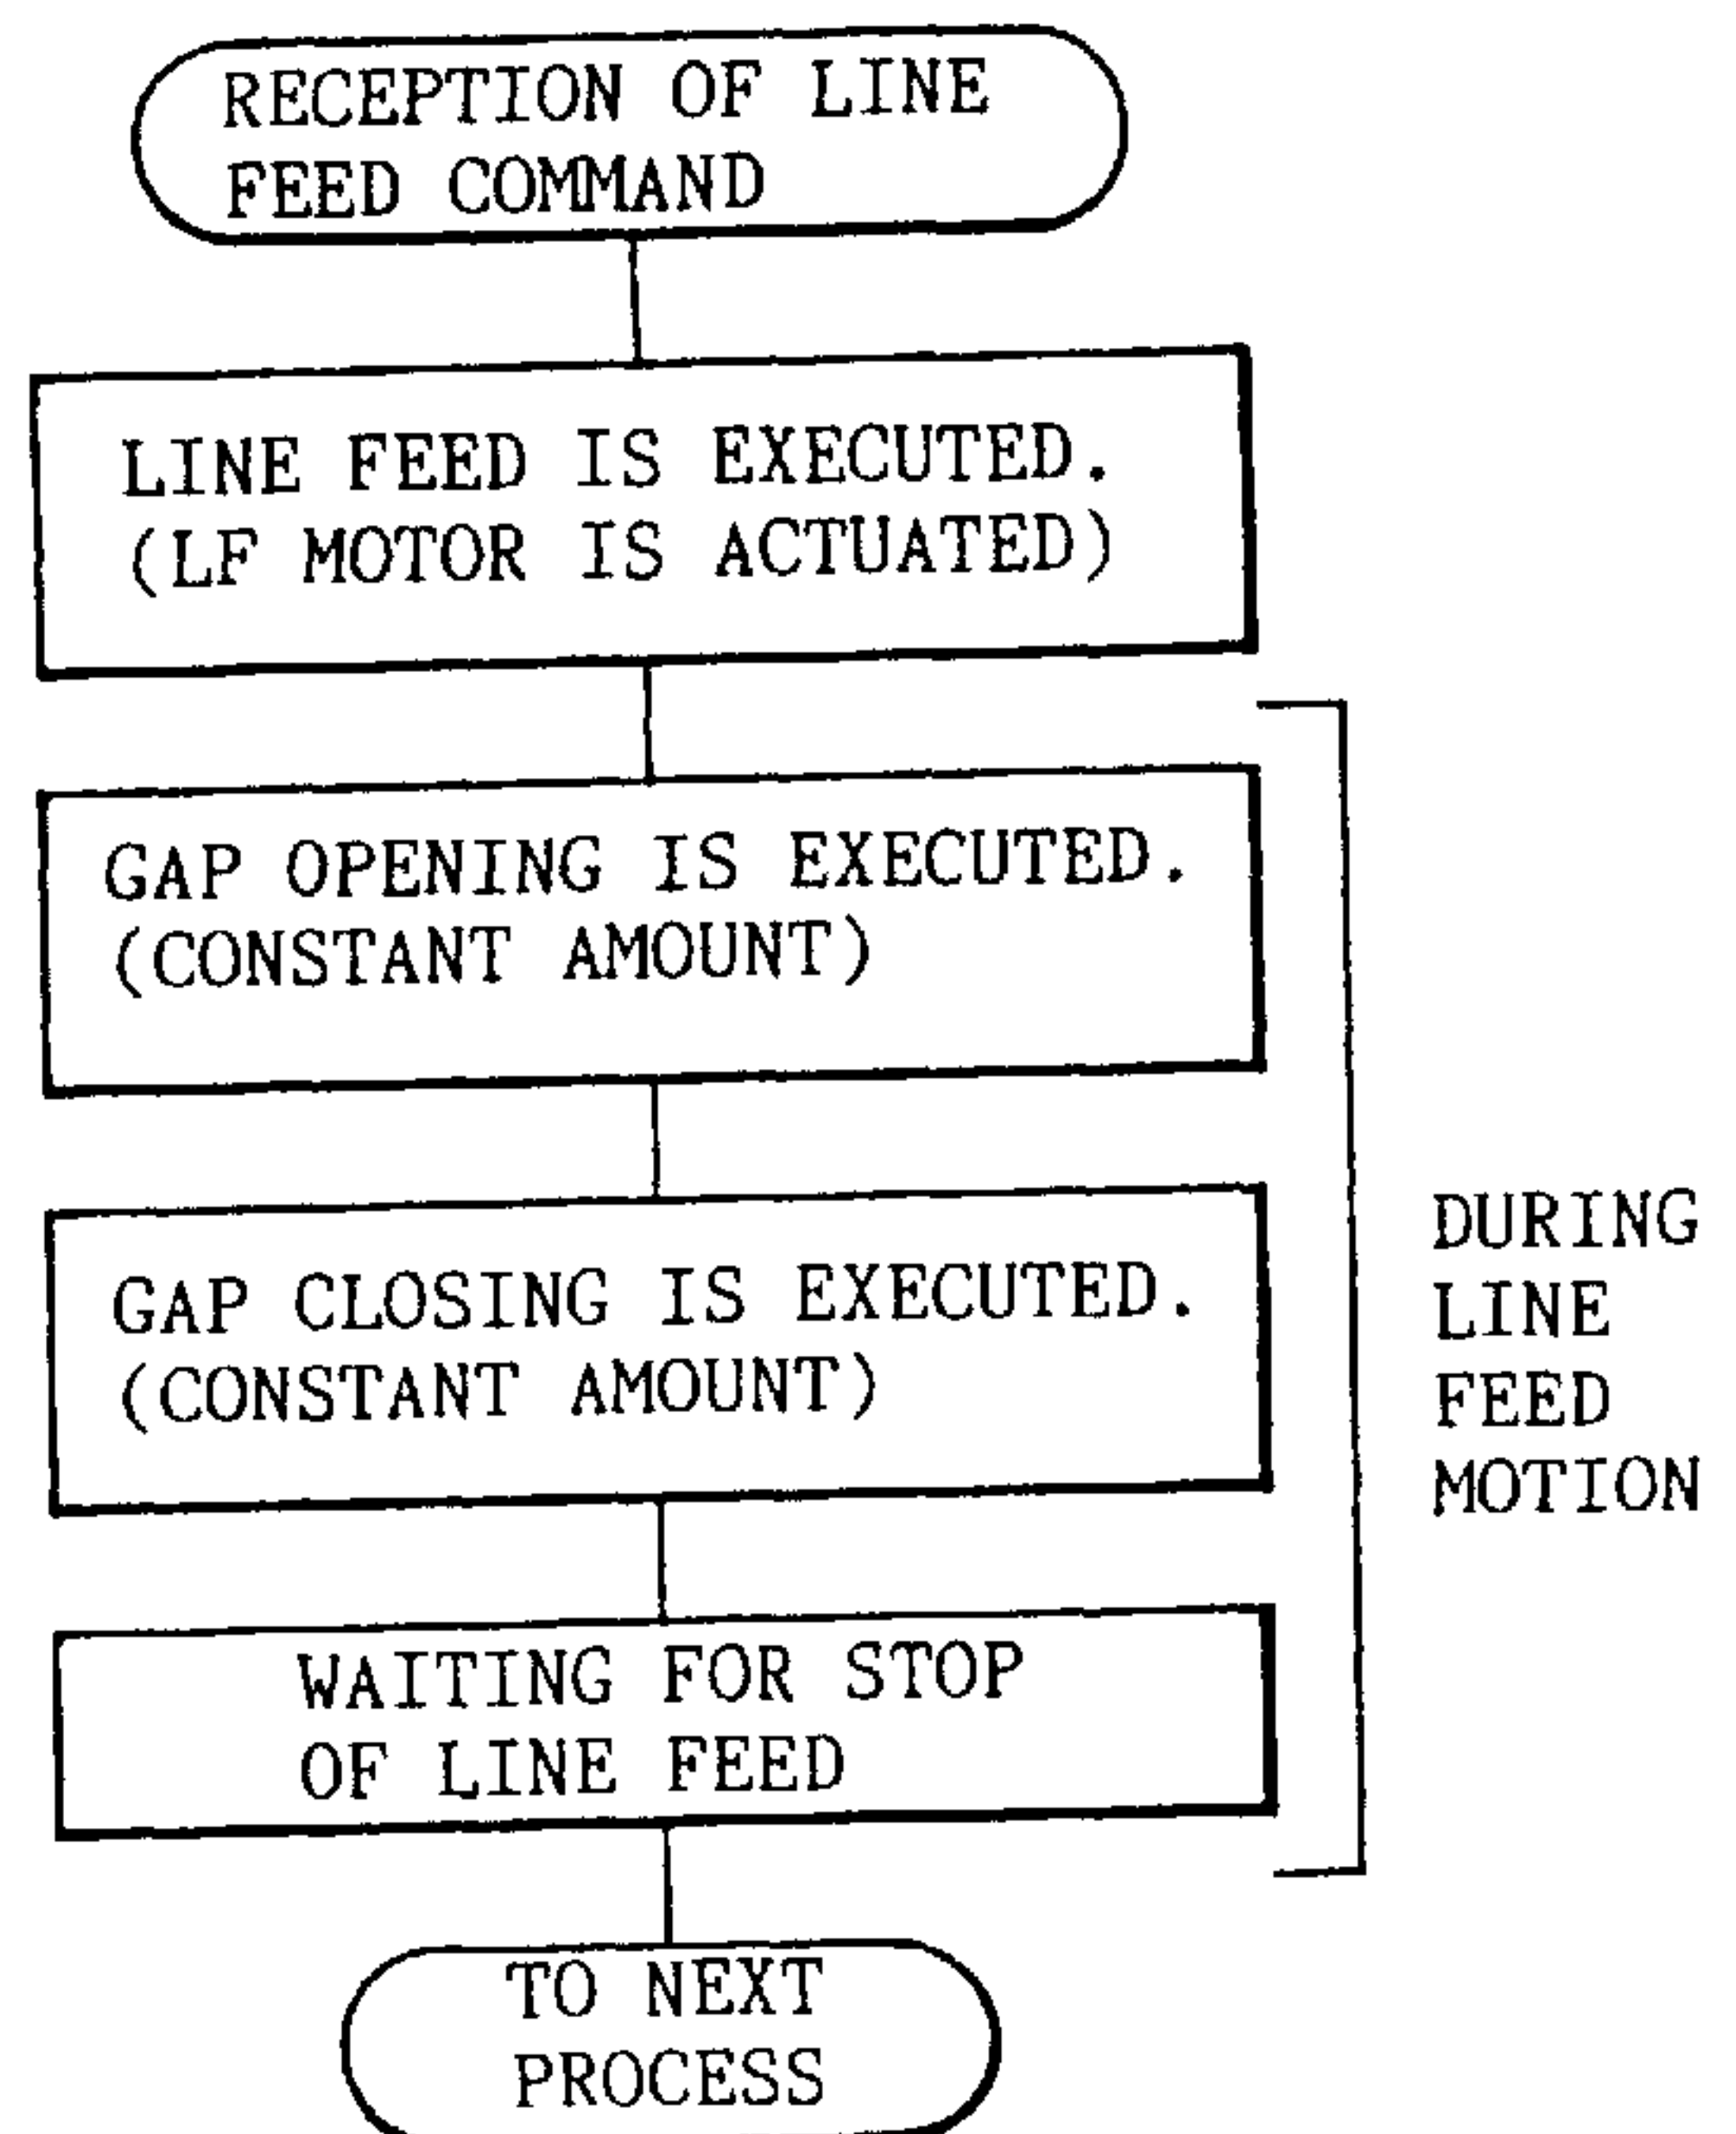 RECEPTION OF LINE
FEED COMMAND
LINE FEED IS EXECUTED.
(LF MOTOR IS ACTUATED)
GAP OPENING IS EXECUTED.
(CONSTANT AMOUNT)
GAP CLOSING IS EXECUTED.
(CONSTANT AMOUNT)
WAITING FOR STOP
OF LINE FEED
TO NEXT
PROCESS
DURING
LINE
FEED
MOTION